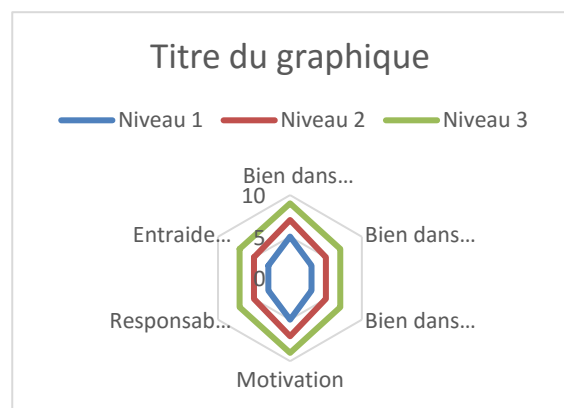 Titre du graphique
Niveau 1 Niveau 2 Niveau 3
Bien dans...
10
Entraide... 5 Bien dans...
0
Responsab... Bien dans...
Motivation